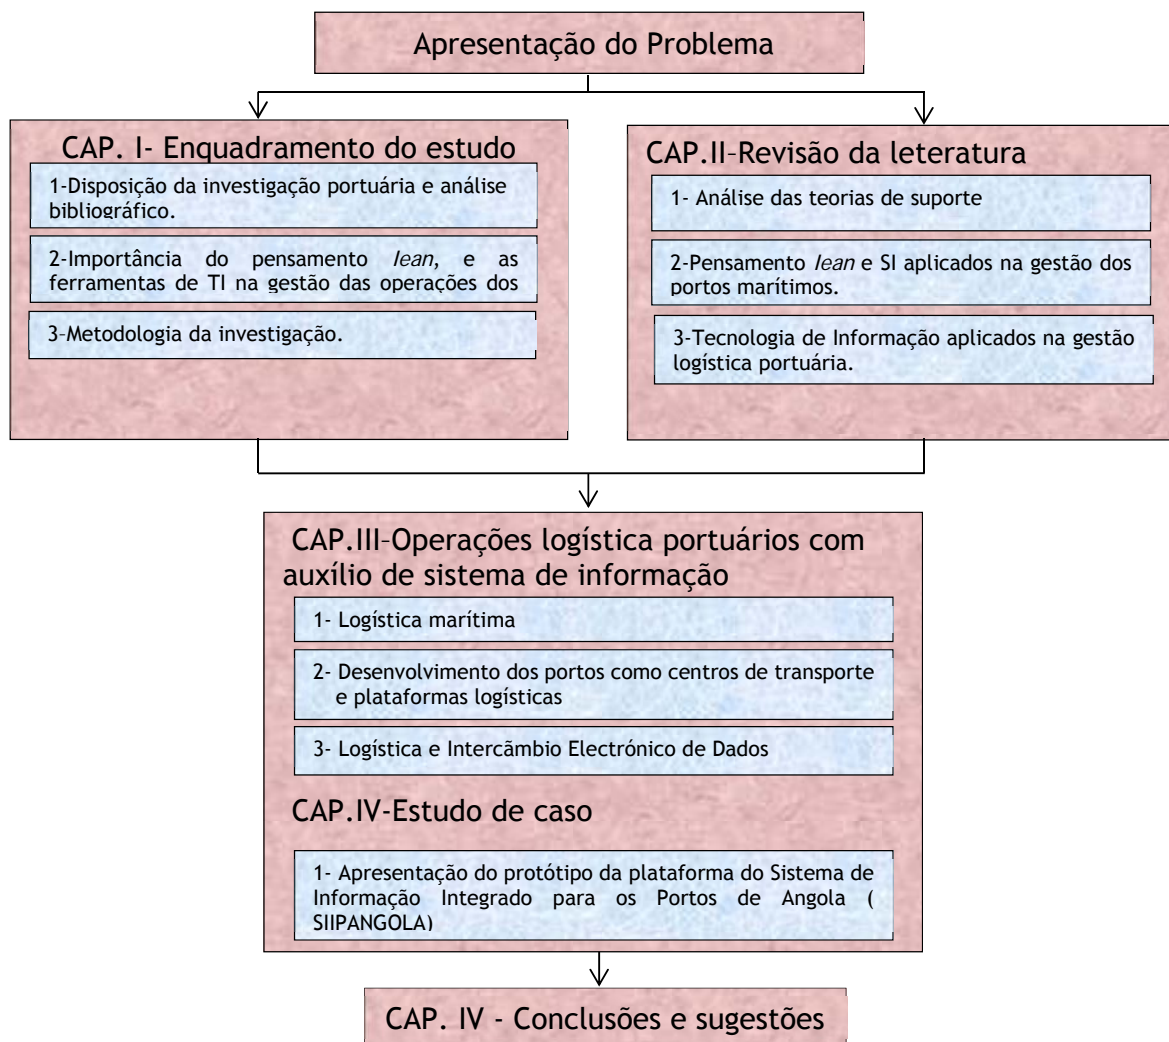 Apresentação do Problema
CAP. I- Enquadramento do estudo
1-Disposição da investigação portuária e análise
bibliográfico.
2-Importância do pensamento lean, e as
ferramentas de TI na gestão das operações dos
3-Metodologia da investigação.
CAP.II-Revisão da leteratura
1- Análise das teorias de suporte
2-Pensamento lean e SI aplicados na gestão dos
portos marítimos.
3-Tecnologia de Informação aplicados na gestão
logística portuária.
CAP.III-Operações logística portuários com
auxílio de sistema de informação
1- Logística marítima
2- Desenvolvimento dos portos como centros de transporte
e plataformas logísticas
3- Logística e Intercãmbio Electrónico de Dados
CAP.IV-Estudo de caso
1- Apresentação do protótipo da plataforma do Sistema de
Informação Integrado para os Portos de Angola (
SIIPANGOLA)
CAP. IV - Conclusões e sugestões